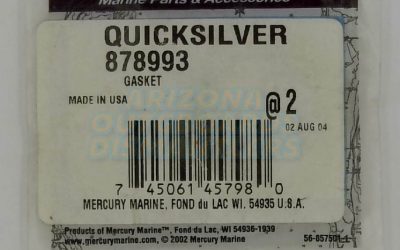 Marine Parts & Accessories
QUICKSILVER
878993
GASKET
MADE IN USA
@ 2
02 AUG 04
ARIZONA
OUTBOARD
7 45061 45798 0
MERCURY MARINE, FOND du LAC WI. 54935 U.S.A.
Products of Mercury Marine™, Fond du Lac, WI 54936-1939
www.mercurymarine.com © 2002 Mercury Marine